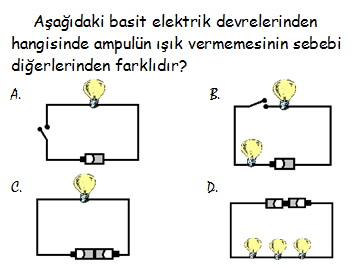 Aşağıdaki basit elektrik devrelerinden
hangisinde ampulün ışık vermemesinin sebebi
diğerlerinden farklıdır?
A.
B.
C.
D.